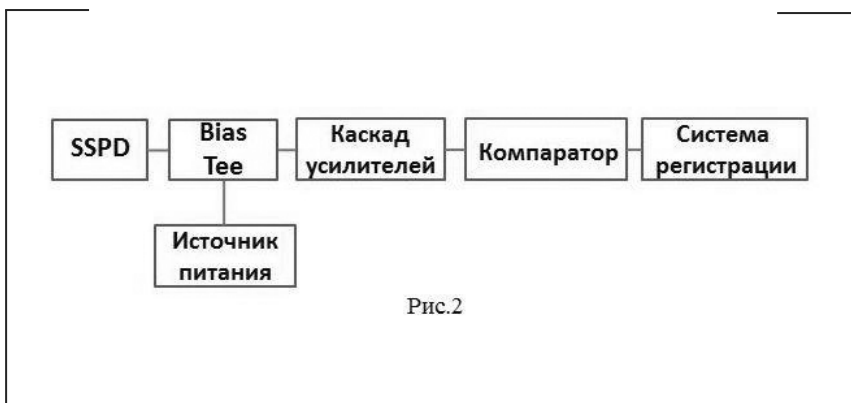 SSPD
Bias
Tee
Каскад
усилителей
Компаратор
Система
регистрации
Источник
питания
Рис.2